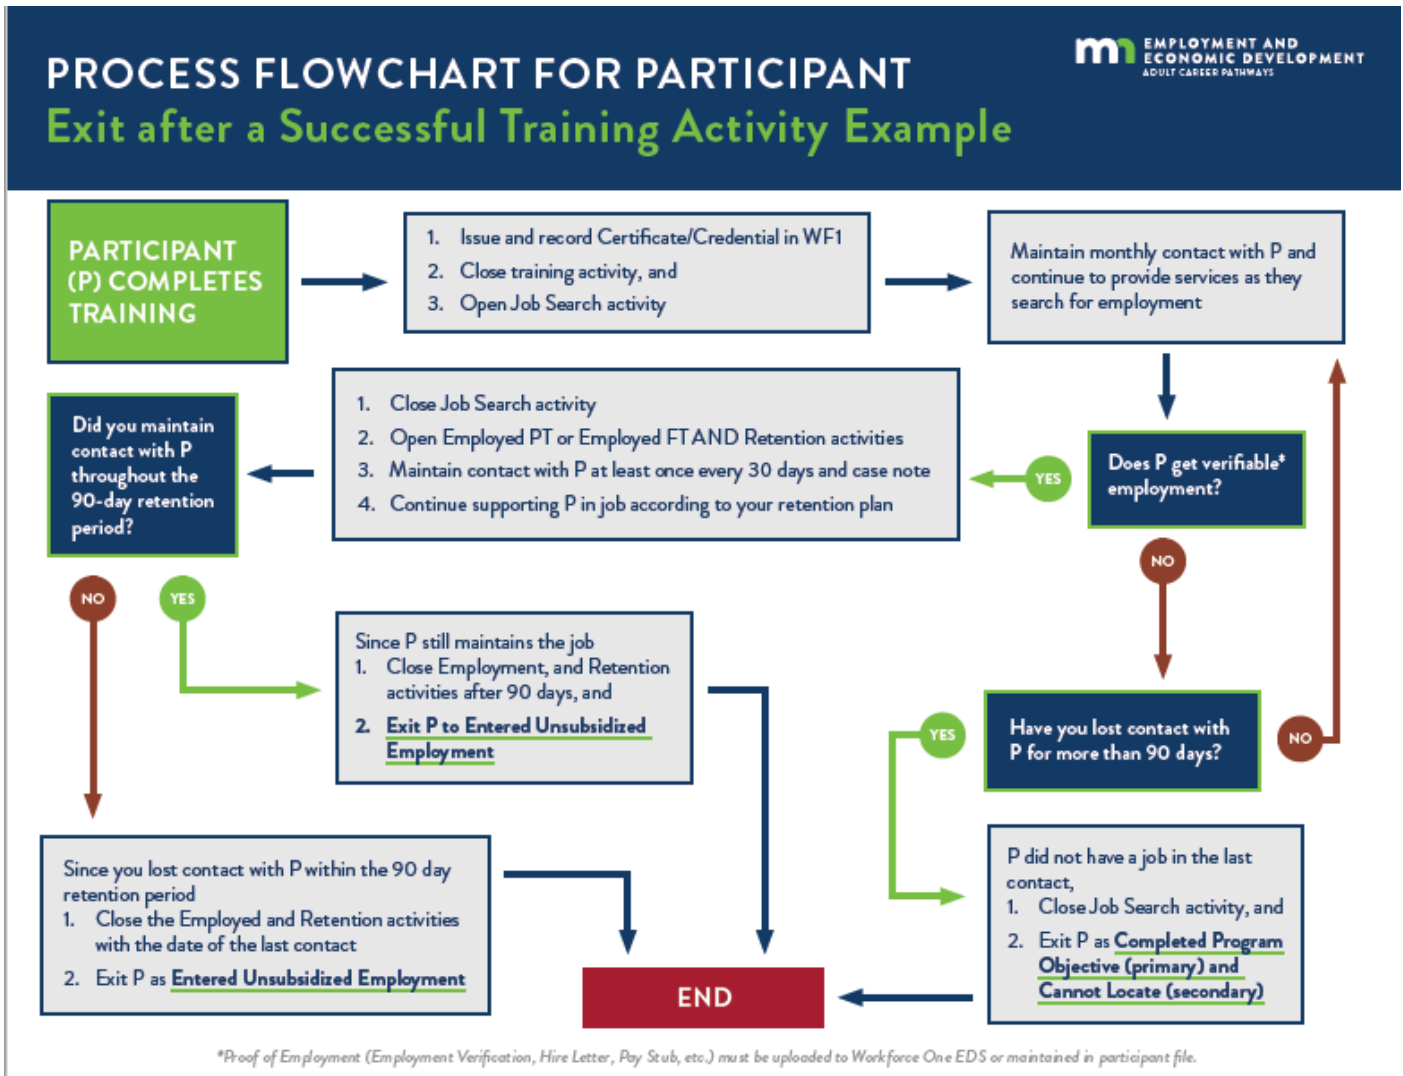 PROCESS FLOWCHART FOR PARTICIPANT
Exit after a Successful Training Activity Example
mn
EMPLOYMENT AND
ECONOMIC DEVELOPMENT
ADULT CAREER PATHWAYS
PARTICIPANT
(P) COMPLETES
TRAINING
1. Issue and record Certificate/Credential in WF1
2. Close training activity, and
3. Open Job Search activity
Maintain monthly contact with P and
continue to provide services as they
search for employment
Does P get verifiable*
employment?
YES
NO
1. Close Job Search activity
2. Open Employed PT or Employed FT AND Retention activities
3. Maintain contact with P at least once every 30 days and case note
4. Continue supporting P in job according to your retention plan
Did you maintain
contact with P
throughout the
90-day retention
period?
NO
YES
Since P still maintains the job
1. Close Employment, and Retention
activities after 90 days, and
2. Exit P to Entered Unsubsidized
Employment
Have you lost contact with
P for more than 90 days?
YES
NO
Since you lost contact with P within the 90 day
retention period
1. Close the Employed and Retention activities
with the date of the last contact
2. Exit P as Entered Unsubsidized Employment
P did not have a job in the last
contact,
1. Close Job Search activity, and
2. Exit P as Completed Program
Objective (primary) and
Cannot Locate (secondary)
END
*Proof of Employment (Employment Verification, Hire Letter, Pay Stub, etc.) must be uploaded to Workforce One EDS or maintained in participant file.